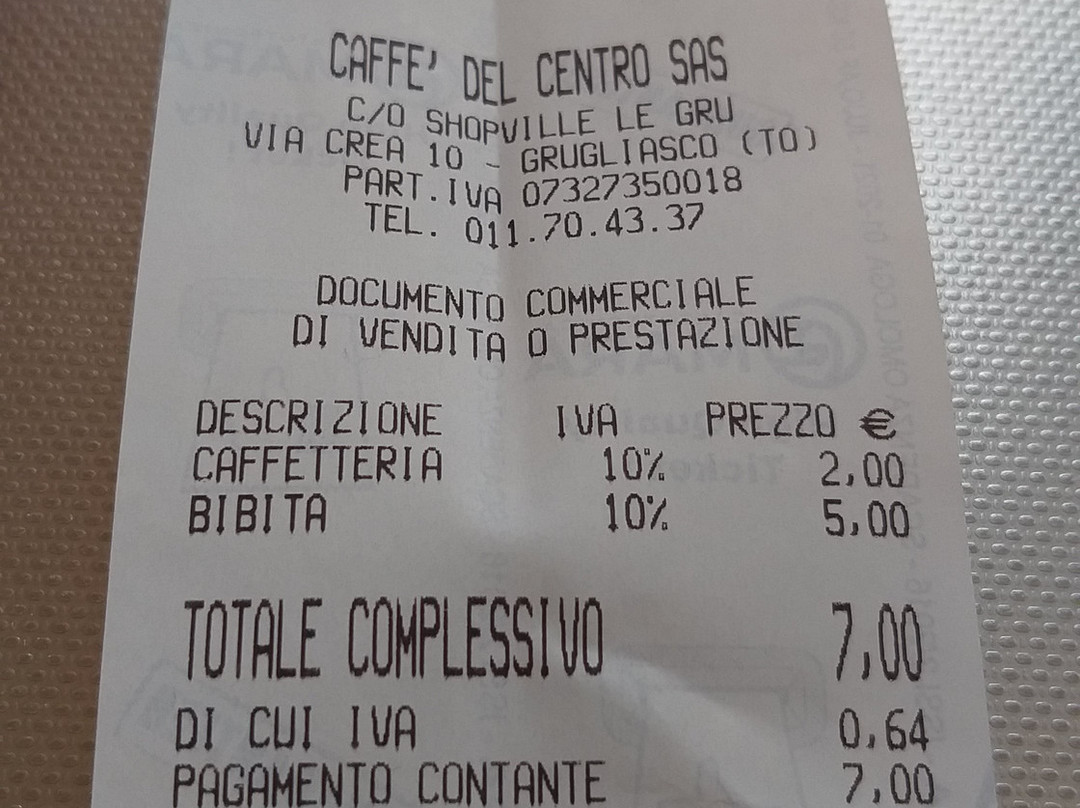 CAFFE' DEL CENTRO SAS
C/O SHOPVILLE LE GRU
VIA CREA 10 - GRUGLIASCO (TO)
PART.IVA 07327350018
TEL. 011.70.43.37
DOCUMENTO COMMERCIALE
DI VENDITA O PRESTAZIONE
DESCRIZIONE IVA PREZZO €
CAFFETTERIA 10% 2,00
BIBITA 10% 5,00
TOTALE COMPLESSIVO 7,00
DI CUI IVA 0,64
PAGAMENTO CONTANTE 7,00